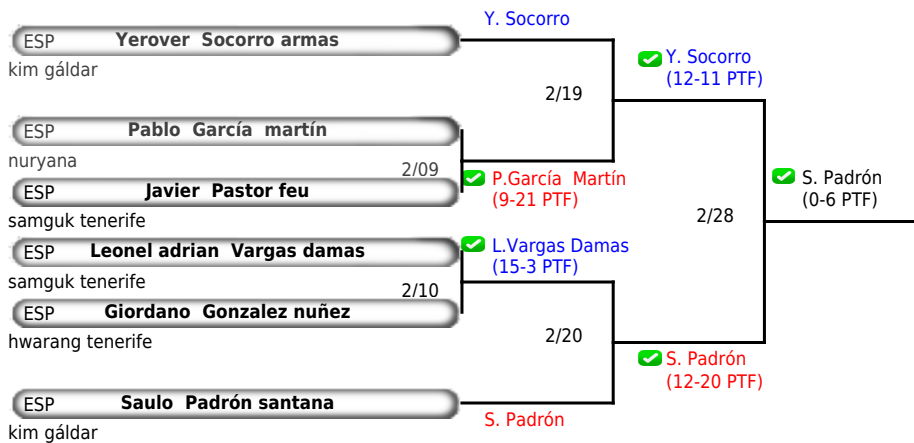 Y. Socorro
ESP Yerover Socorro armas
kim gáldar
Y. Socorro
(12-11 PTF)
2/19
ESP Pablo García martín
nuryana
2/09
P.García Martín
(9-21 PTF)
ESP Javier Pastor feu
samguk tenerife
S. Padrón
(0-6 PTF)
2/28
ESP Leonel adrian Vargas damas
samguk tenerife
L.Vargas Damas
(15-3 PTF)
2/10
ESP Giordano Gonzalez nuñez
hwarang tenerife
2/20
S. Padrón
(12-20 PTF)
ESP Saulo Padrón santana
kim gáldar
S. Padrón